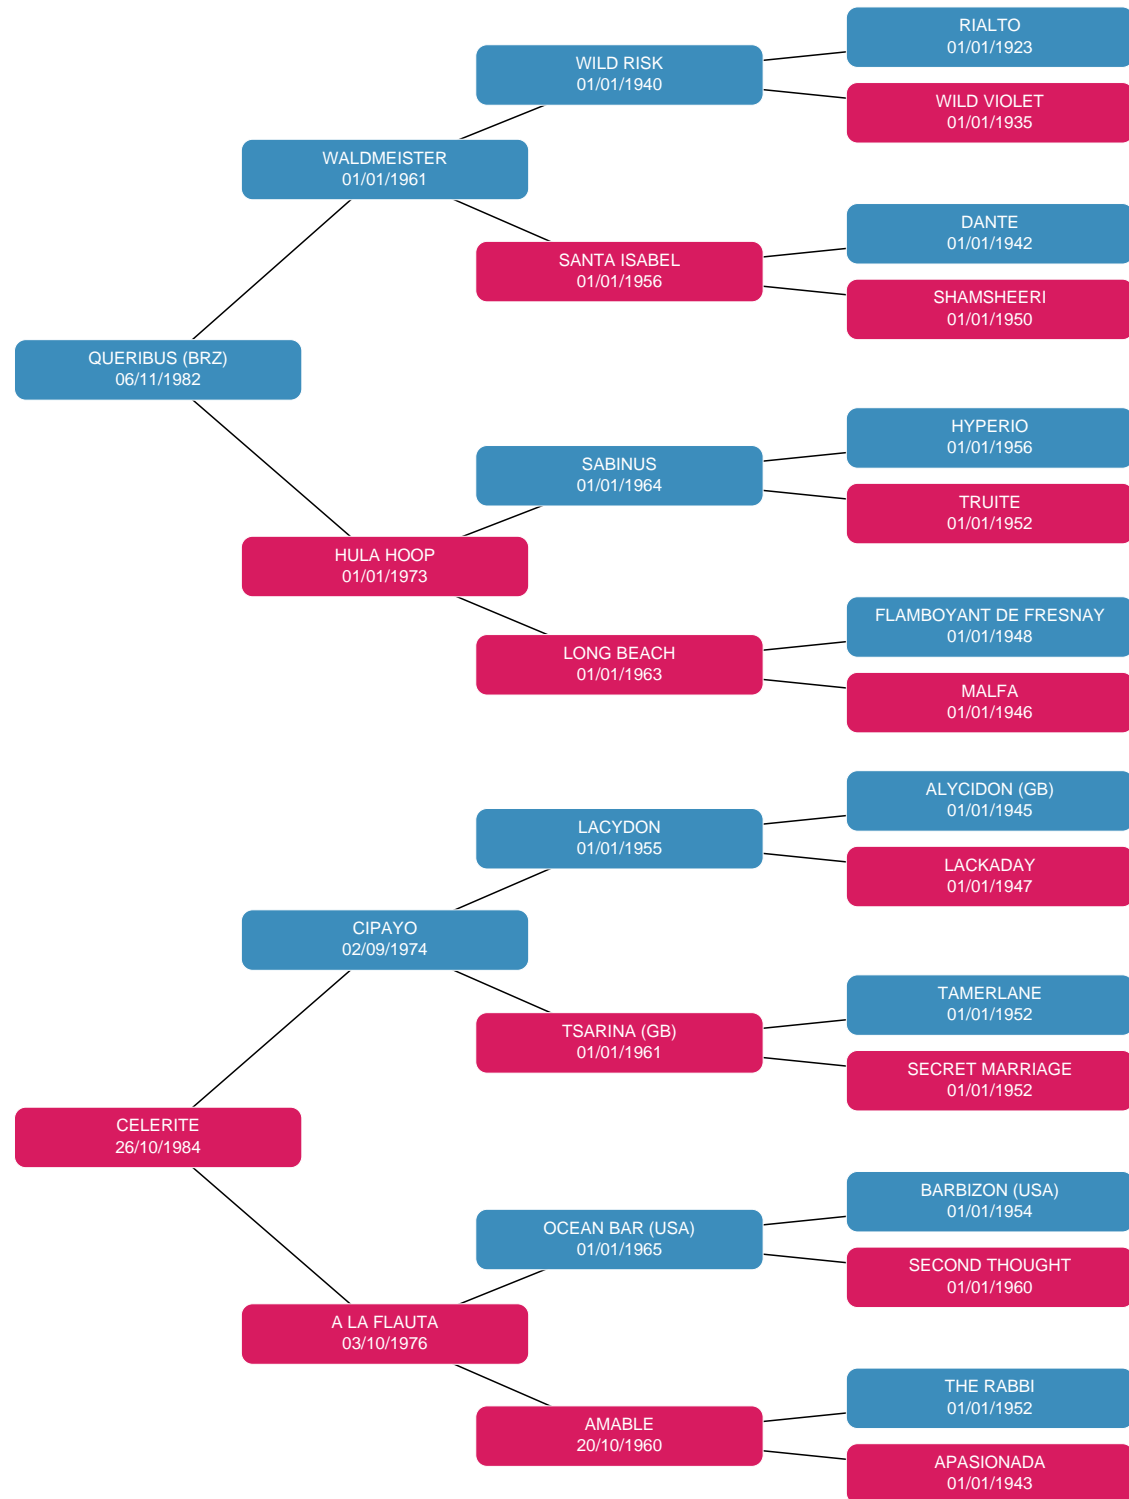 RIALTO
01/01/1923
WILD RISK
01/01/1940
WILD VIOLET
01/01/1935
WALDMEISTER
01/01/1961
DANTE
01/01/1942
SANTA ISABEL
01/01/1956
SHAMSHEERI
01/01/1950
QUERIBUS (BRZ)
06/11/1982
HYPERIO
01/01/1956
SABINUS
01/01/1964
TRUITE
01/01/1952
HULA HOOP
01/01/1973
FLAMBOYANT DE FRESNAY
01/01/1948
LONG BEACH
01/01/1963
MALFA
01/01/1946
ALYCIDON (GB)
01/01/1945
LACYDON
01/01/1955
LACKADAY
01/01/1947
CIPAYO
02/09/1974
TAMERLANE
01/01/1952
TSARINA (GB)
01/01/1961
SECRET MARRIAGE
01/01/1952
CELERITE
26/10/1984
BARBIZON (USA)
01/01/1954
OCEAN BAR (USA)
01/01/1965
SECOND THOUGHT
01/01/1960
A LA FLAUTA
03/10/1976
THE RABBI
01/01/1952
AMABLE
20/10/1960
APASIONADA
01/01/1943